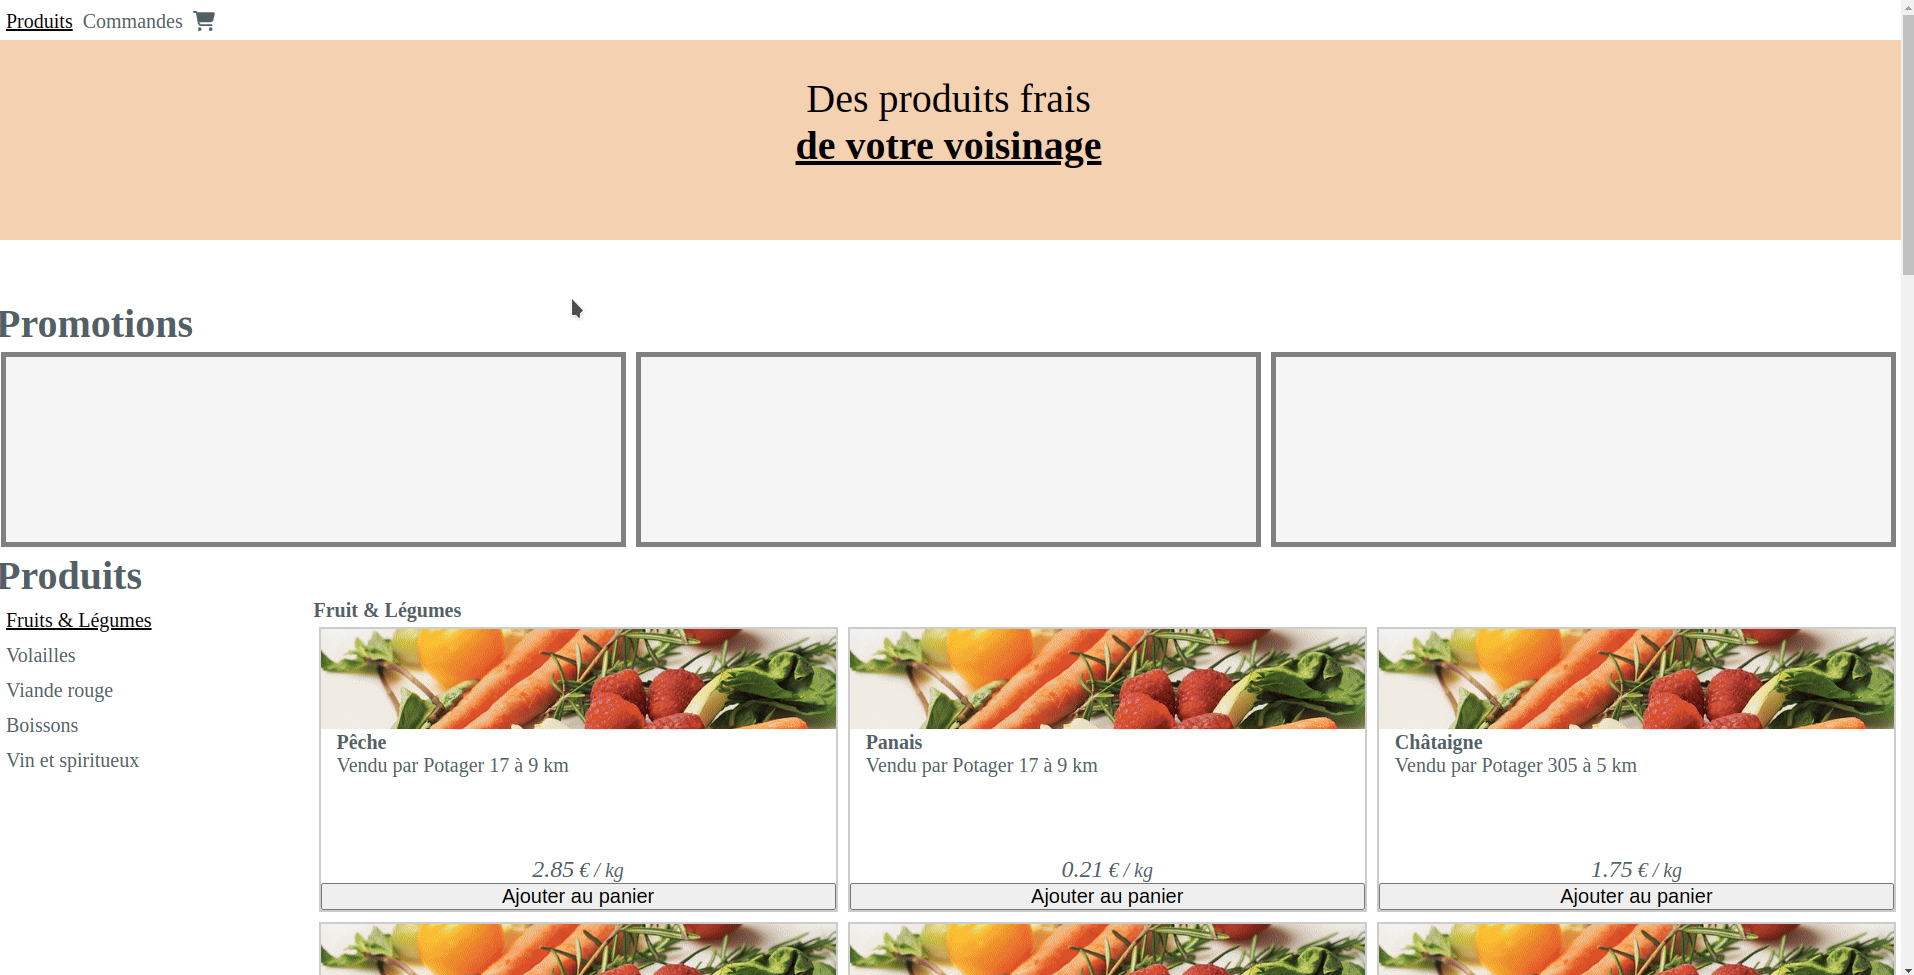 Produits Commandes
Des produits frais
de votre voisinage
Promotions
Produits
Fruits & Légumes
Volailles
Viande rouge
Boissons
Vin et spiritueux
Fruit & Légumes
Pêche
Vendu par Potager 17 à 9 km
2.85 € / kg
Ajouter au panier
Panais
Vendu par Potager 17 à 9 km
0.21 € / kg
Ajouter au panier
Châtaigne
Vendu par Potager 305 à 5 km
1.75 € / kg
Ajouter au panier